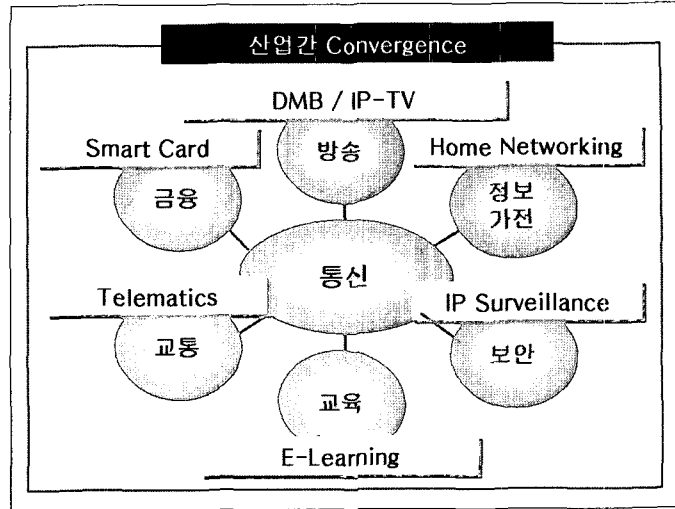 산업간 Convergence
DMB / IP-TV
방송
Smart Card
금융
Home Networking
정보
가전
통신
Telematics
교통
IP Surveillance
보안
교육
E-Learning